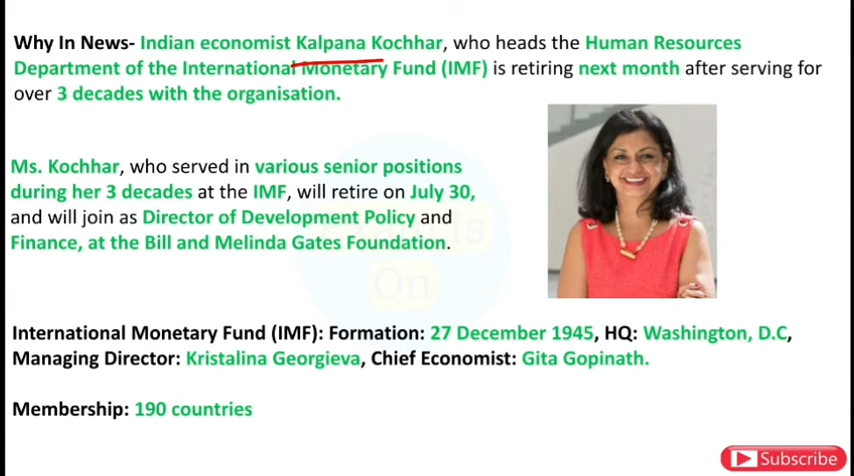 Why In News- Indian economist Kalpana Kochhar, who heads the Human Resources
Department of the International Monetary Fund (IMF) is retiring next month after serving for
over 3 decades with the organisation.
Ms. Kochhar, who served in various senior positions
during her 3 decades at the IMF, will retire on July 30,
and will join as Director of Development Policy and
Finance, at the Bill and Melinda Gates Foundation.
is
On
International Monetary Fund (IMF): Formation: 27 December 1945, HQ: Washington, D.C,
Managing Director: Kristalina Georgieva, Chief Economist: Gita Gopinath.
Membership: 190 countries
Subscribe